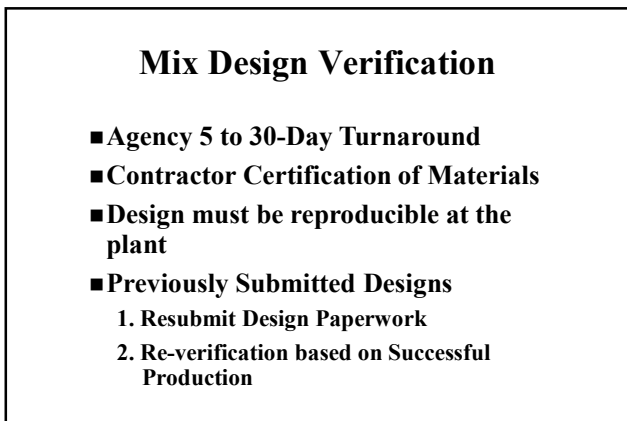 Mix Design Verification
■ Agency 5 to 30-Day Turnaround
■ Contractor Certification of Materials
■ Design must be reproducible at the
plant
■ Previously Submitted Designs
1. Resubmit Design Paperwork
2. Re-verification based on Successful
Production